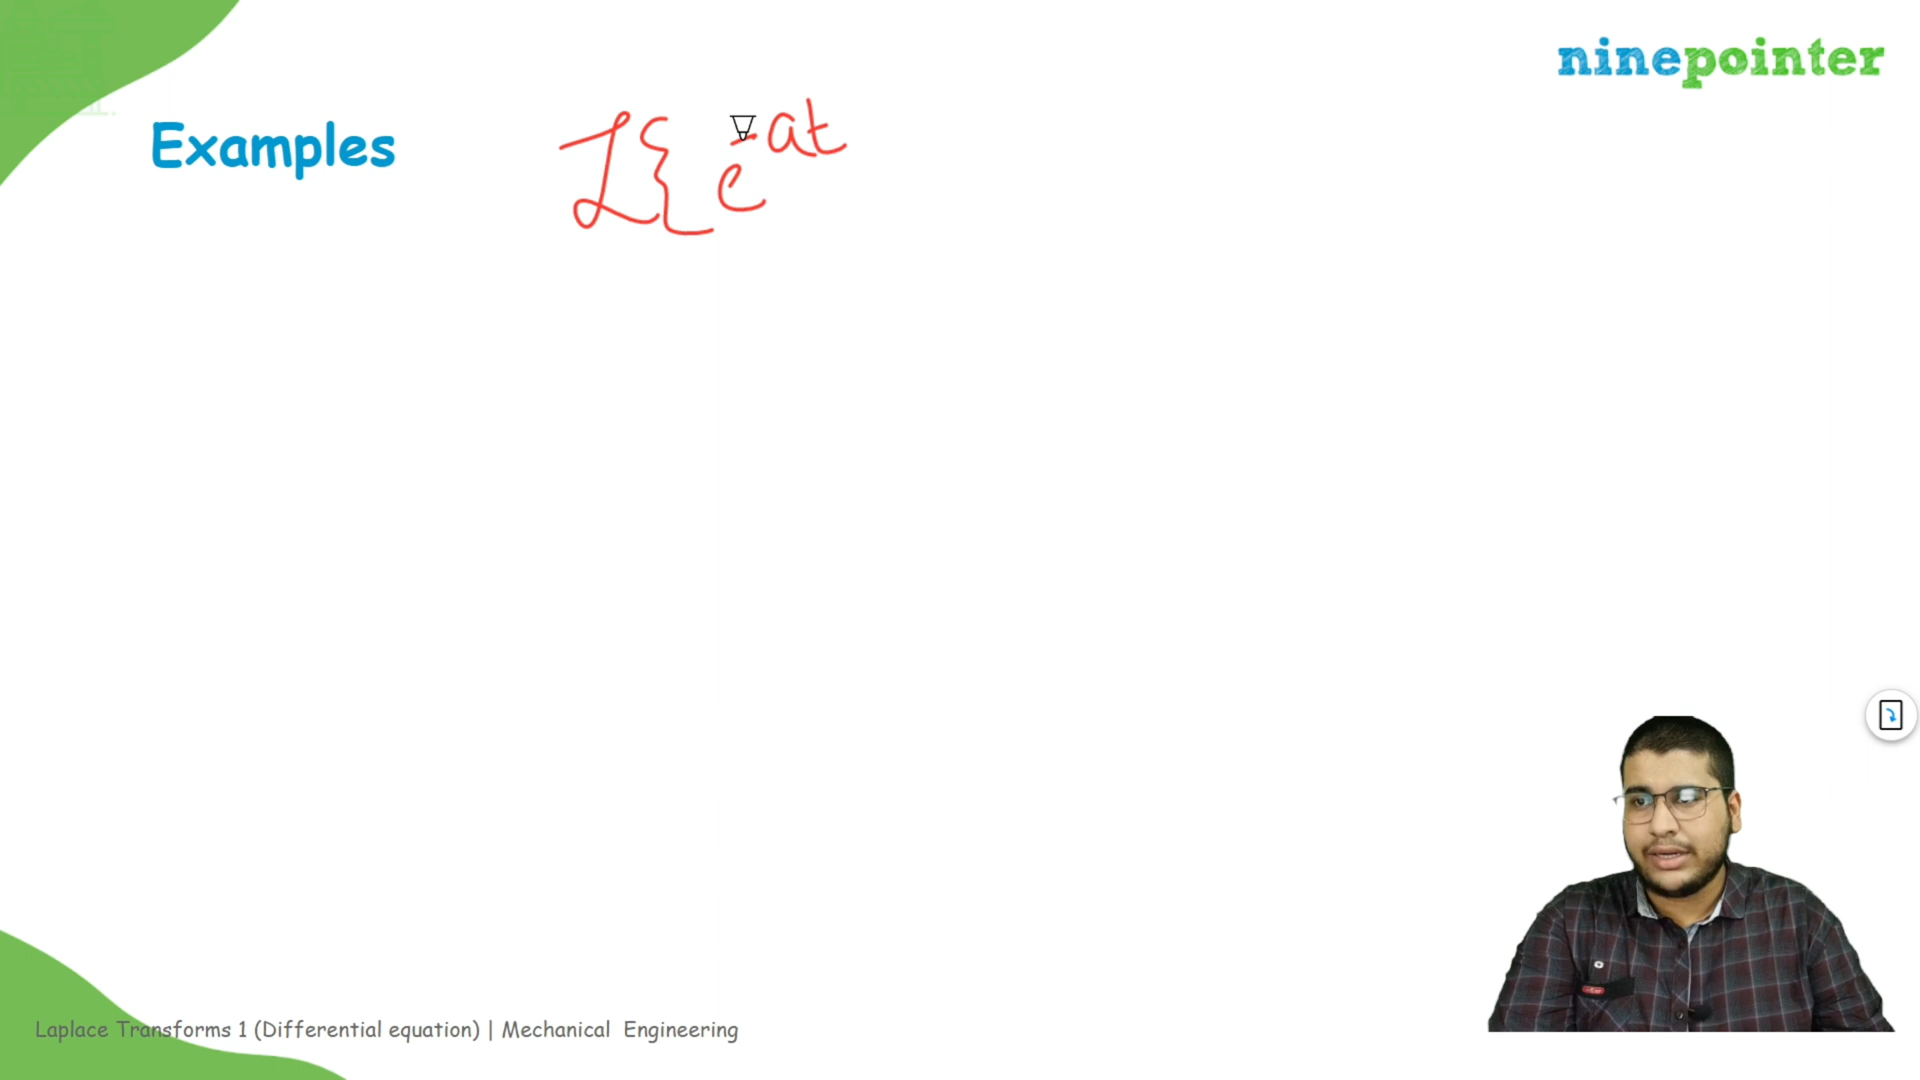 ninepointer
Examples
ℒ{ e^-at
Laplace Transforms 1 (Differential equation) | Mechanical Engineering